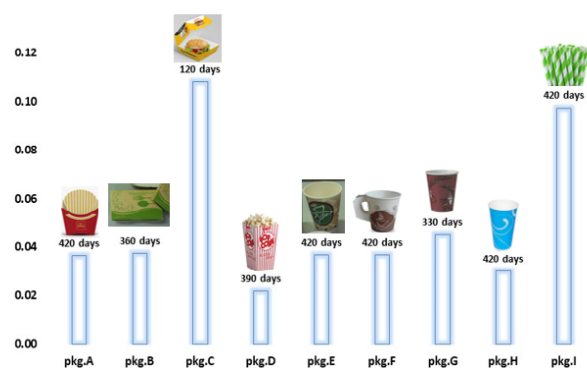 0.12
0.10
0.08
0.06
0.04
0.02
0.00
420 days
360 days
120 days
390 days
420 days
420 days
330 days
420 days
420 days
pkg.A
pkg.B
pkg.C
pkg.D
pkg.E
pkg.F
pkg.G
pkg.H
pkg.I